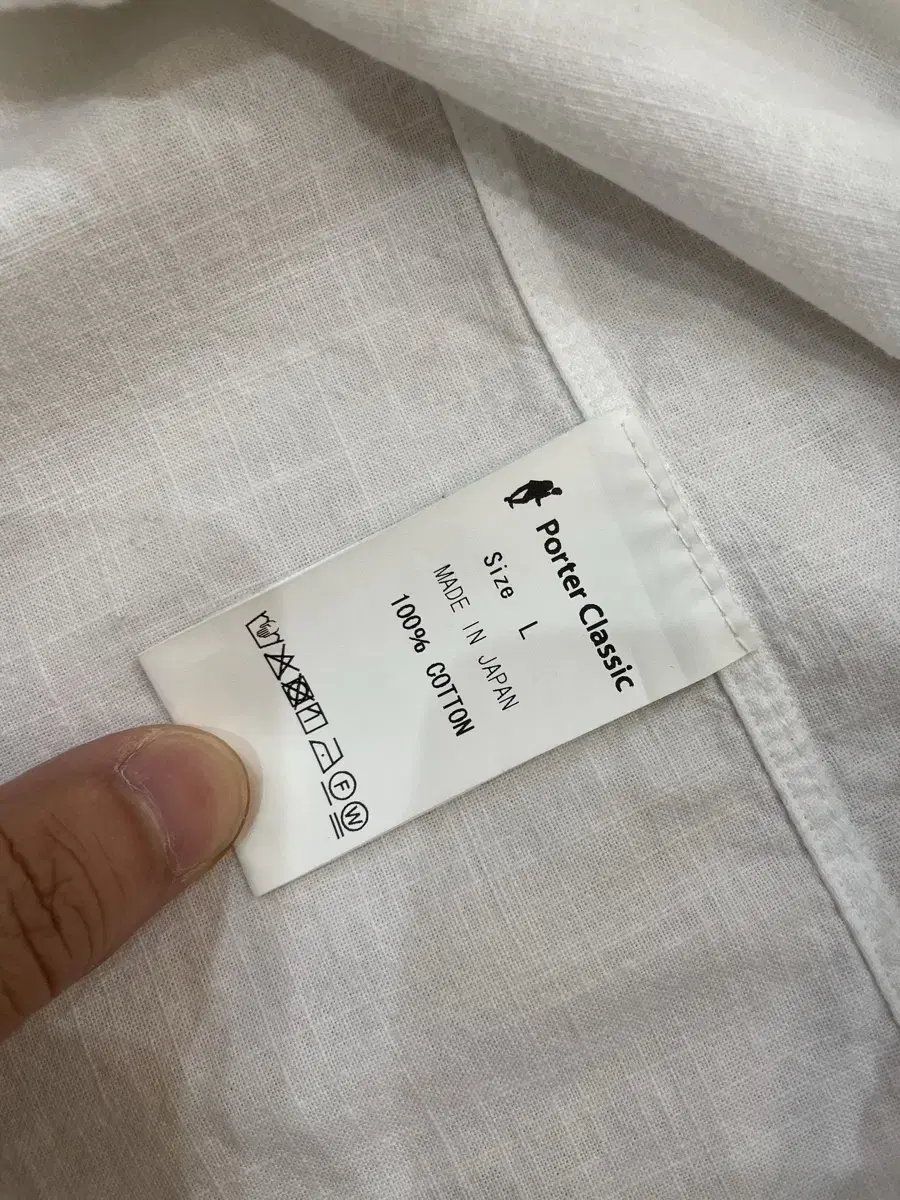 Porter Classic
Size L
MADE IN JAPAN
100% COTTON
F W